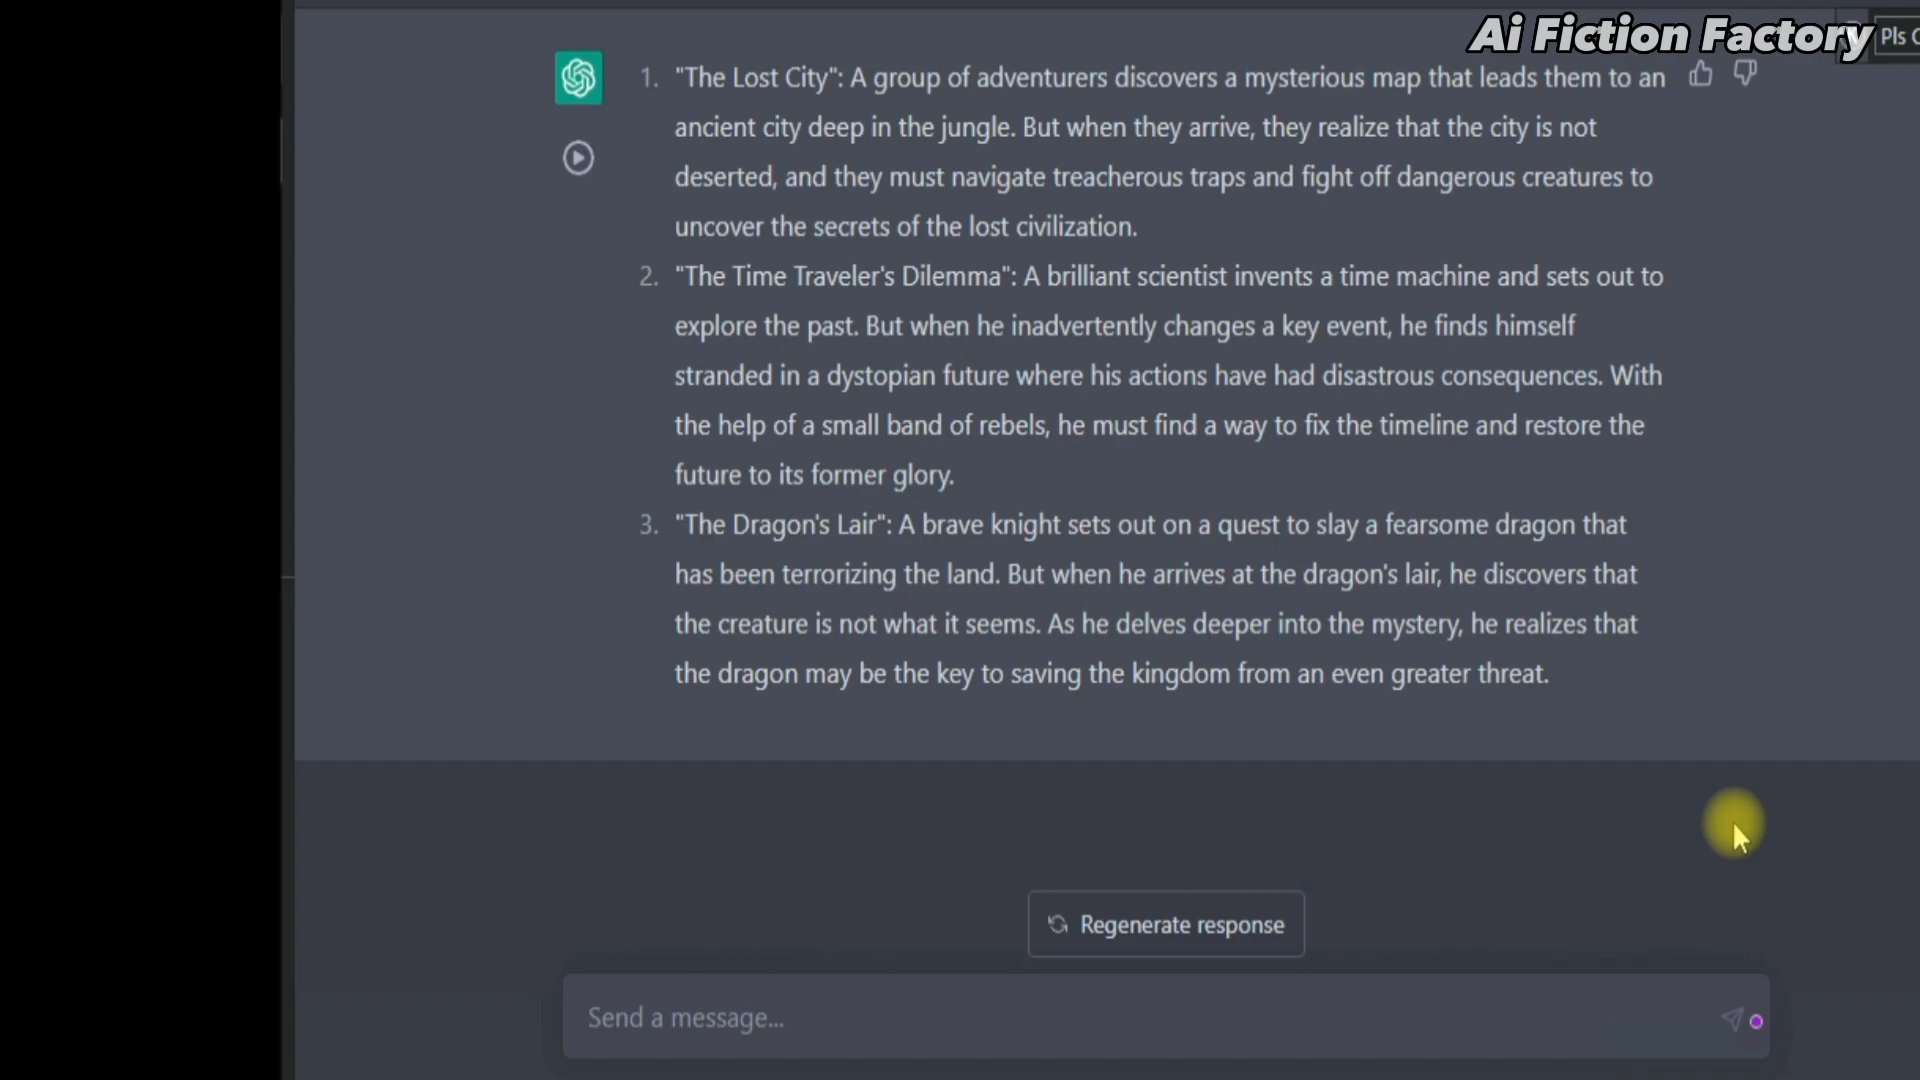 Ai Fiction Factory
Pls
1. "The Lost City": A group of adventurers discovers a mysterious map that leads them to an
ancient city deep in the jungle. But when they arrive, they realize that the city is not
deserted, and they must navigate treacherous traps and fight off dangerous creatures to
uncover the secrets of the lost civilization.
2. "The Time Traveler's Dilemma": A brilliant scientist invents a time machine and sets out to
explore the past. But when he inadvertently changes a key event, he finds himself
stranded in a dystopian future where his actions have had disastrous consequences. With
the help of a small band of rebels, he must find a way to fix the timeline and restore the
future to its former glory.
3. "The Dragon's Lair": A brave knight sets out on a quest to slay a fearsome dragon that
has been terrorizing the land. But when he arrives at the dragon's lair, he discovers that
the creature is not what it seems. As he delves deeper into the mystery, he realizes that
the dragon may be the key to saving the kingdom from an even greater threat.
Regenerate response
Send a message...